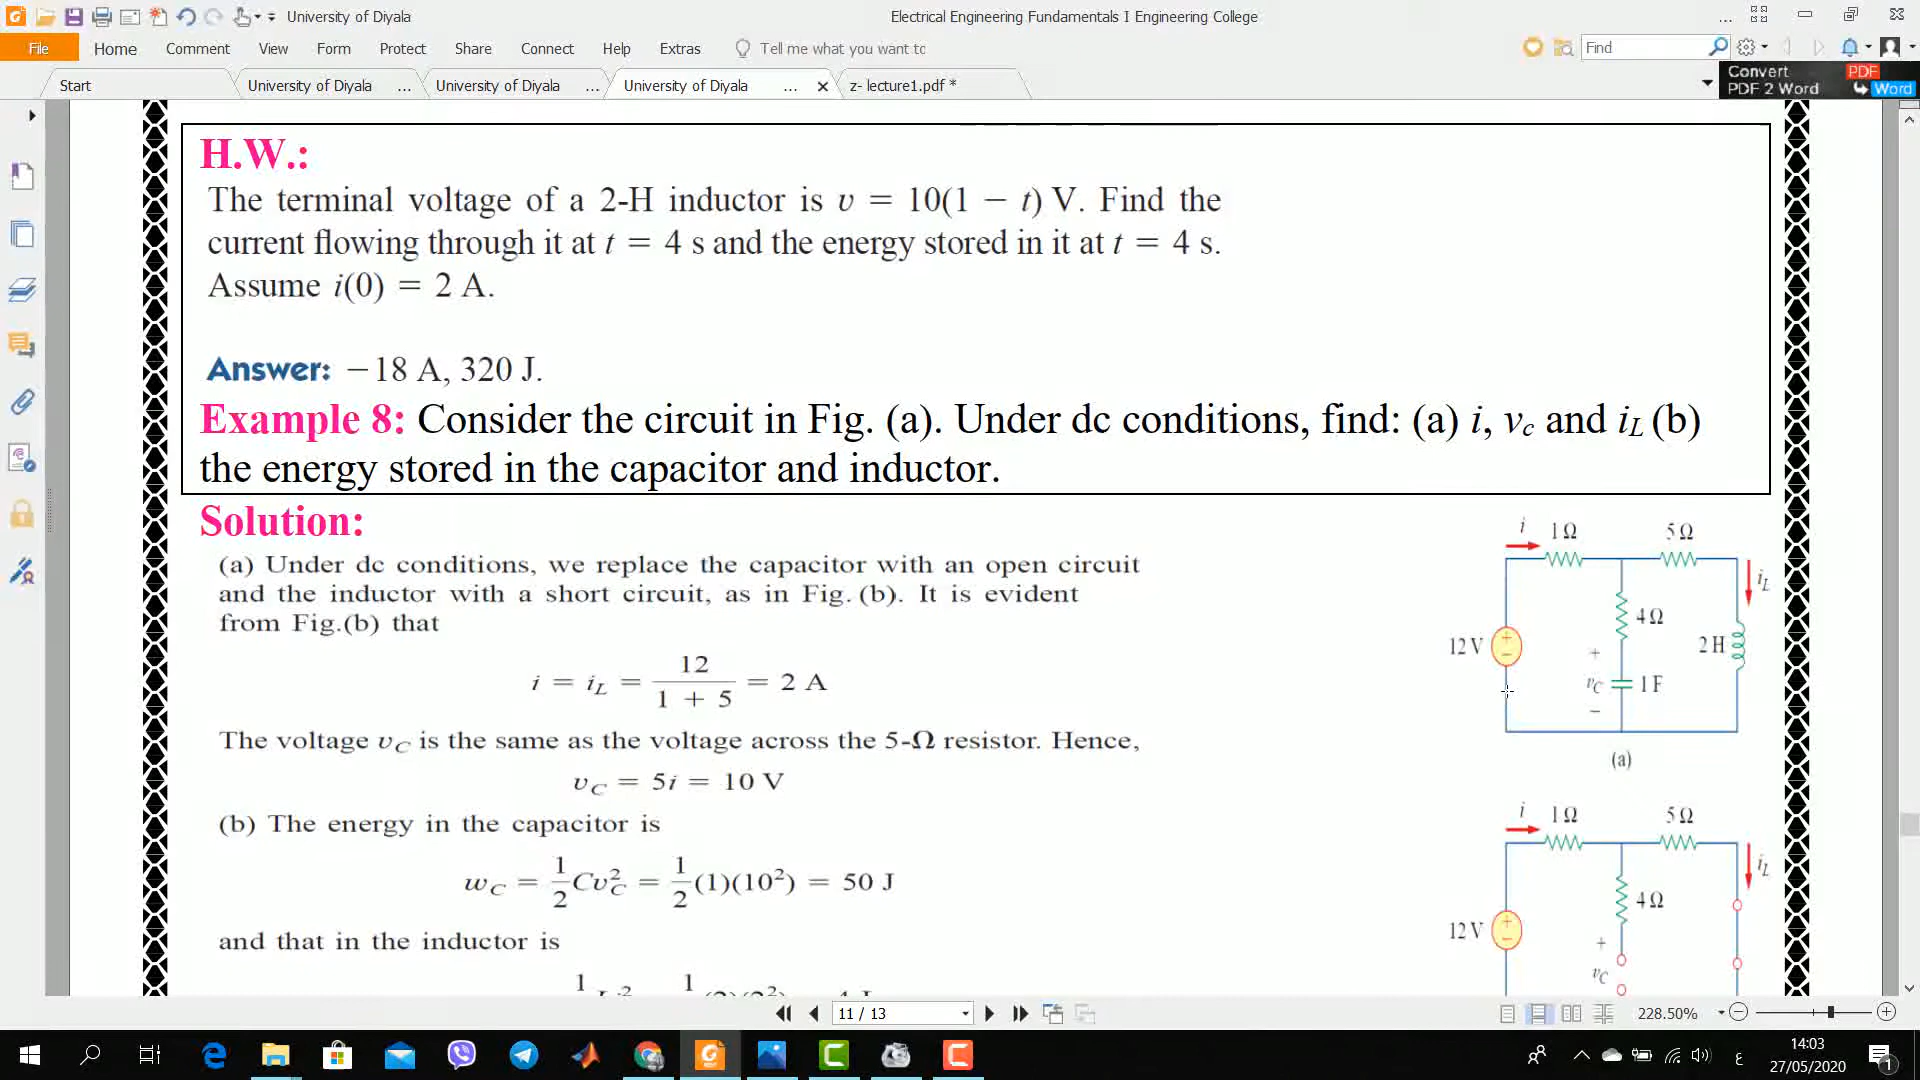 University of Diyala
Electrical Engineering Fundamentals I Engineering College
File Home Comment View Form Protect Share Connect Help Extras Tell me what you want to
Find
Start University of Diyala ... University of Diyala ... University of Diyala ... z- lecture1.pdf *
Convert PDF
PDF 2 Word Word
H.W.:
The terminal voltage of a 2-H inductor is v = 10(1 − t) V. Find the
current flowing through it at t = 4 s and the energy stored in it at t = 4 s.
Assume i(0) = 2 A.
Answer: −18 A, 320 J.
Example 8: Consider the circuit in Fig. (a). Under dc conditions, find: (a) i, vc and iL (b)
the energy stored in the capacitor and inductor.
Solution:
(a) Under dc conditions, we replace the capacitor with an open circuit
and the inductor with a short circuit, as in Fig. (b). It is evident
from Fig.(b) that
i = iL = 12 / (1 + 5) = 2 A
The voltage vC is the same as the voltage across the 5-Ω resistor. Hence,
vC = 5i = 10 V
(b) The energy in the capacitor is
wC = 1/2 CvC² = 1/2 (1)(10²) = 50 J
and that in the inductor is
i 1 Ω 5 Ω
iL
4 Ω
12 V + − 2 H
+
vC 1 F
−
(a)
i 1 Ω 5 Ω
iL
4 Ω
12 V + −
+
vC
11 / 13
228.50%
14:03
ع
27/05/2020
1